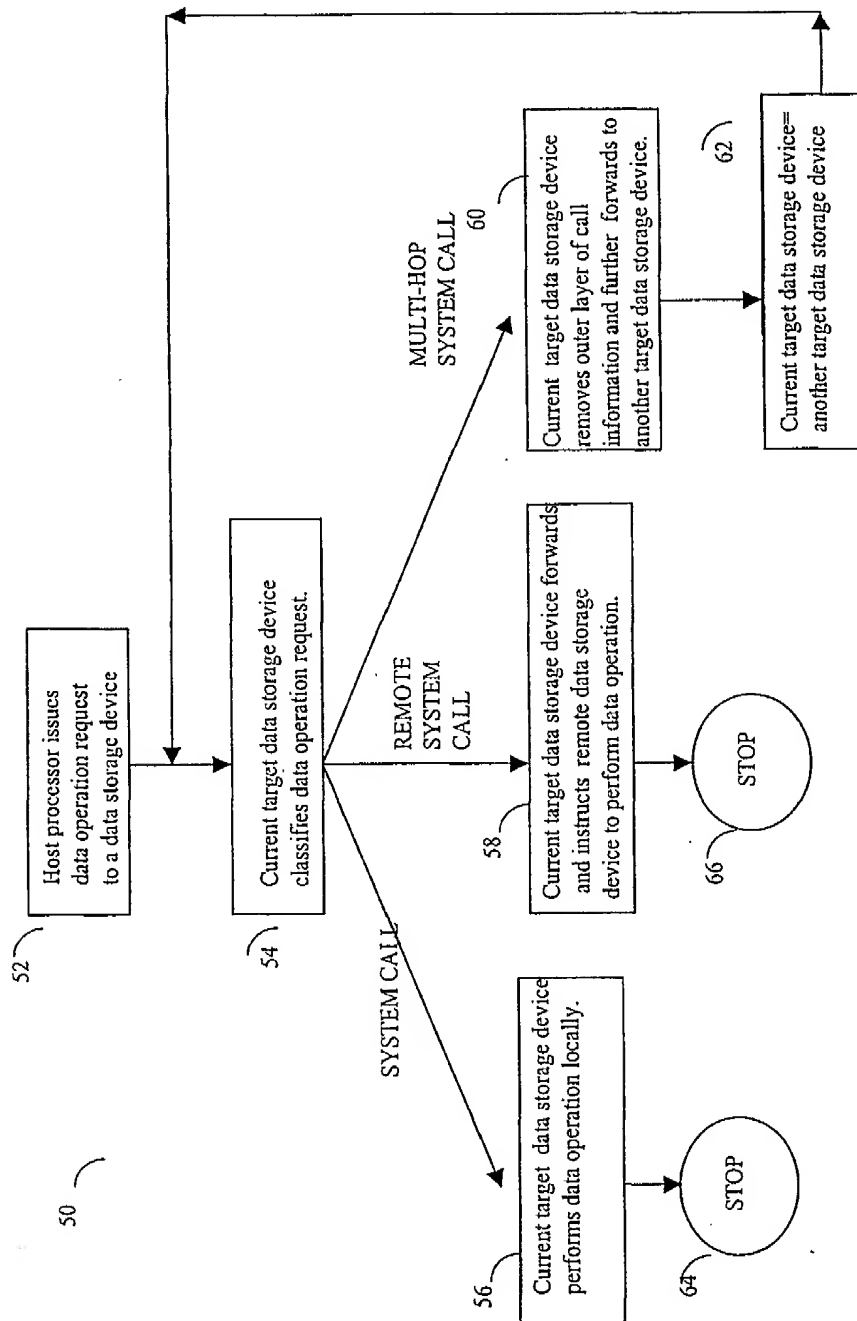 50
52
Host processor issues
data operation request
to a data storage device
54
Current target data storage device
classifies data operation request.
SYSTEM CALL
REMOTE
SYSTEM
CALL
MULTI-HOP
SYSTEM CALL
56
Current target data storage device
performs data operation locally.
58
Current target data storage device forwards
and instructs remote data storage
device to perform data operation.
60
Current target data storage device
removes outer layer of call
information and further forwards to
another target data storage device.
62
Current target data storage device=
another target data storage device
64
STOP
66
STOP